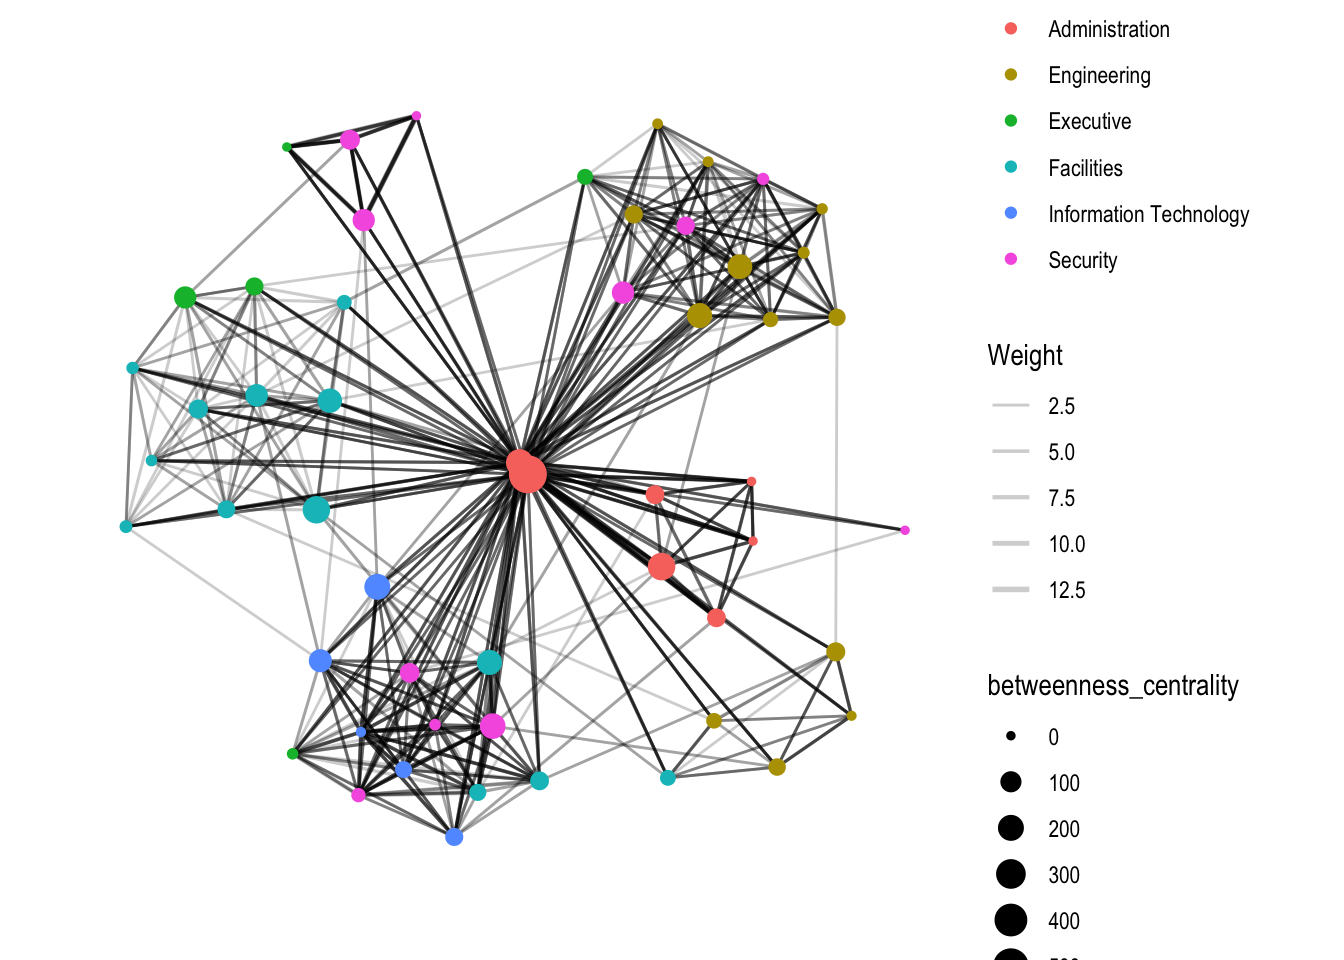 Administration
Engineering
Executive
Facilities
Information Technology
Security
Weight
2.5
5.0
7.5
10.0
12.5
betweenness_centrality
0
100
200
300
400